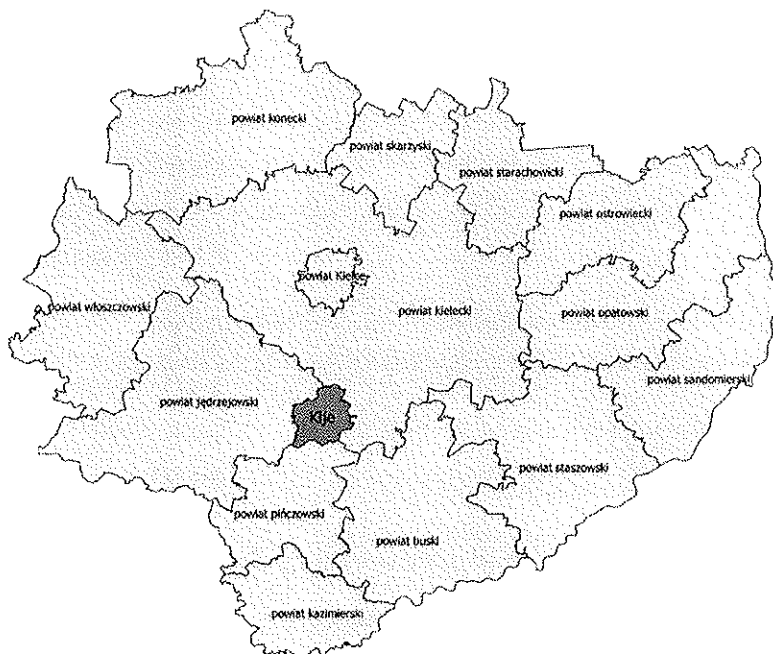 powiat konecki
powiat skarżyski
powiat starachowicki
powiat ostrowiecki
powiat Kielce
powiat włoszczowski
powiat kielecki
powiat opatowski
powiat sandomierski
powiat jędrzejowski
Kije
powiat staszowski
powiat pińczowski
powiat buski
powiat kazimierski